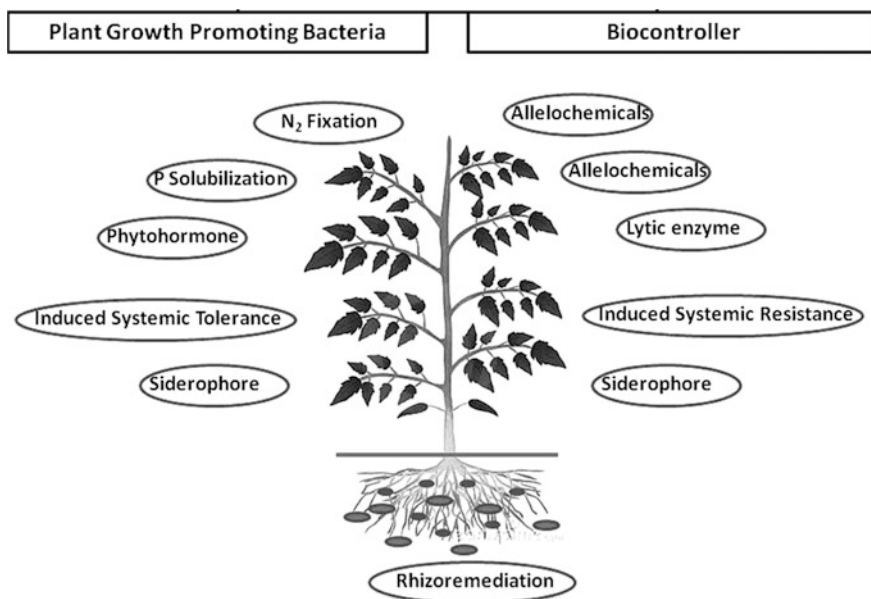 Plant Growth Promoting Bacteria
Biocontroller
N₂ Fixation
Allelochemicals
P Solubilization
Allelochemicals
Phytohormone
Lytic enzyme
Induced Systemic Tolerance
Induced Systemic Resistance
Siderophore
Siderophore
Rhizoremediation